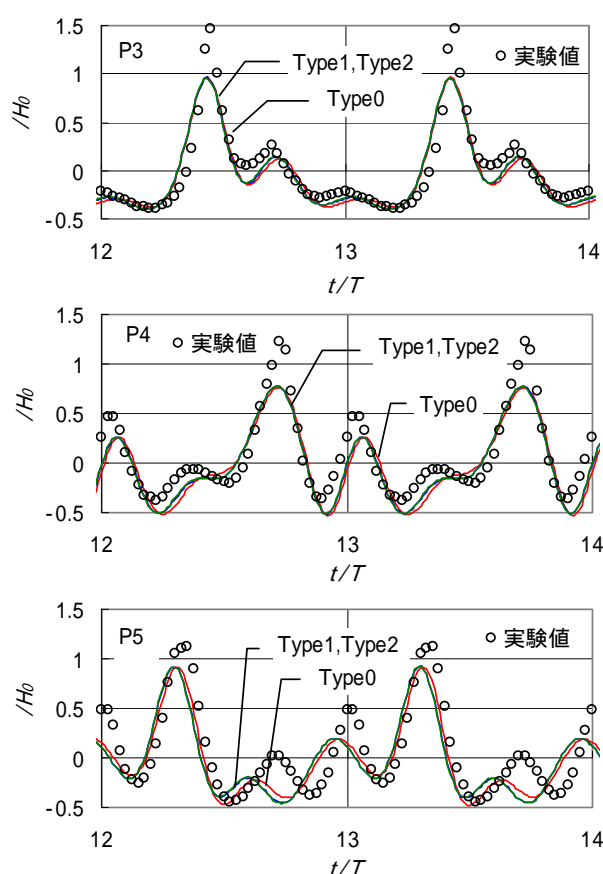 P3
実験値
Type1,Type2
Type0
/H0
1.5
1
0.5
0
-0.5
12
13
14
t/T
P4
実験値
Type1,Type2
Type0
/H0
1.5
1
0.5
0
-0.5
12
13
14
t/T
P5
実験値
Type1,Type2
Type0
/H0
1.5
1
0.5
0
-0.5
12
13
14
t/T